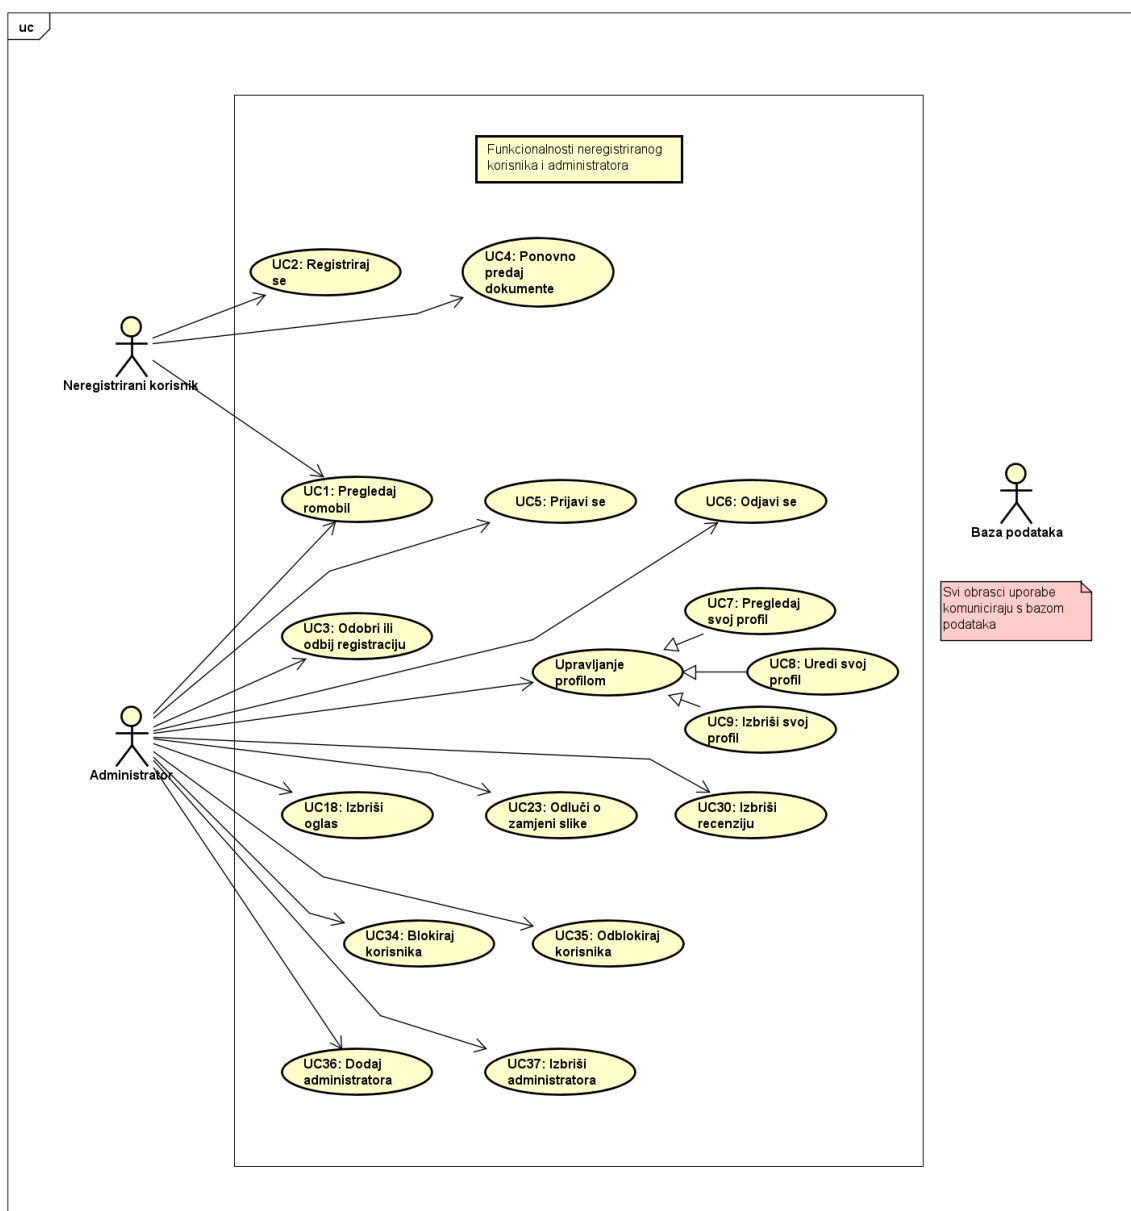 uc
Funkcionalnosti neregistriranog
korisnika i administratora
UC2: Registriraj
se
UC4: Ponovno
predaj
dokumente
Neregistrirani korisnik
UC1: Pregledaj
romobil
UC5: Prijavi se
UC6: Odjavi se
Baza podataka
Svi obrasci uporabe
komuniciraju s bazom
podataka
UC7: Pregledaj
svoj profil
UC3: Odobri ili
odbij registraciju
Upravljanje
profilom
UC8: Uredi svoj
profil
UC9: Izbriši svoj
profil
Administrator
UC18: Izbriši
oglas
UC23: Odluči o
zamjeni slike
UC30: Izbriši
recenziju
UC34: Blokiraj
korisnika
UC35: Odblokiraj
korisnika
UC36: Dodaj
administratora
UC37: Izbriši
administratora